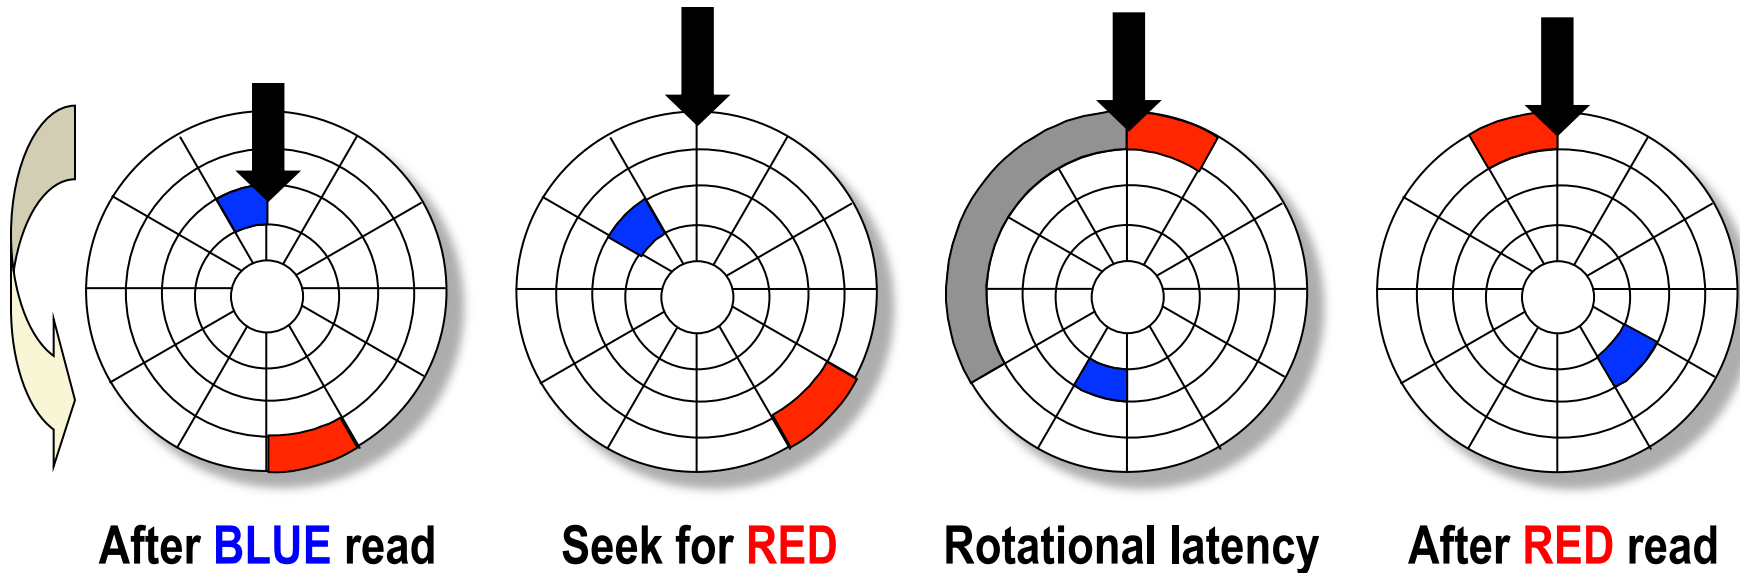 After BLUE read
Seek for RED
Rotational latency
After RED read